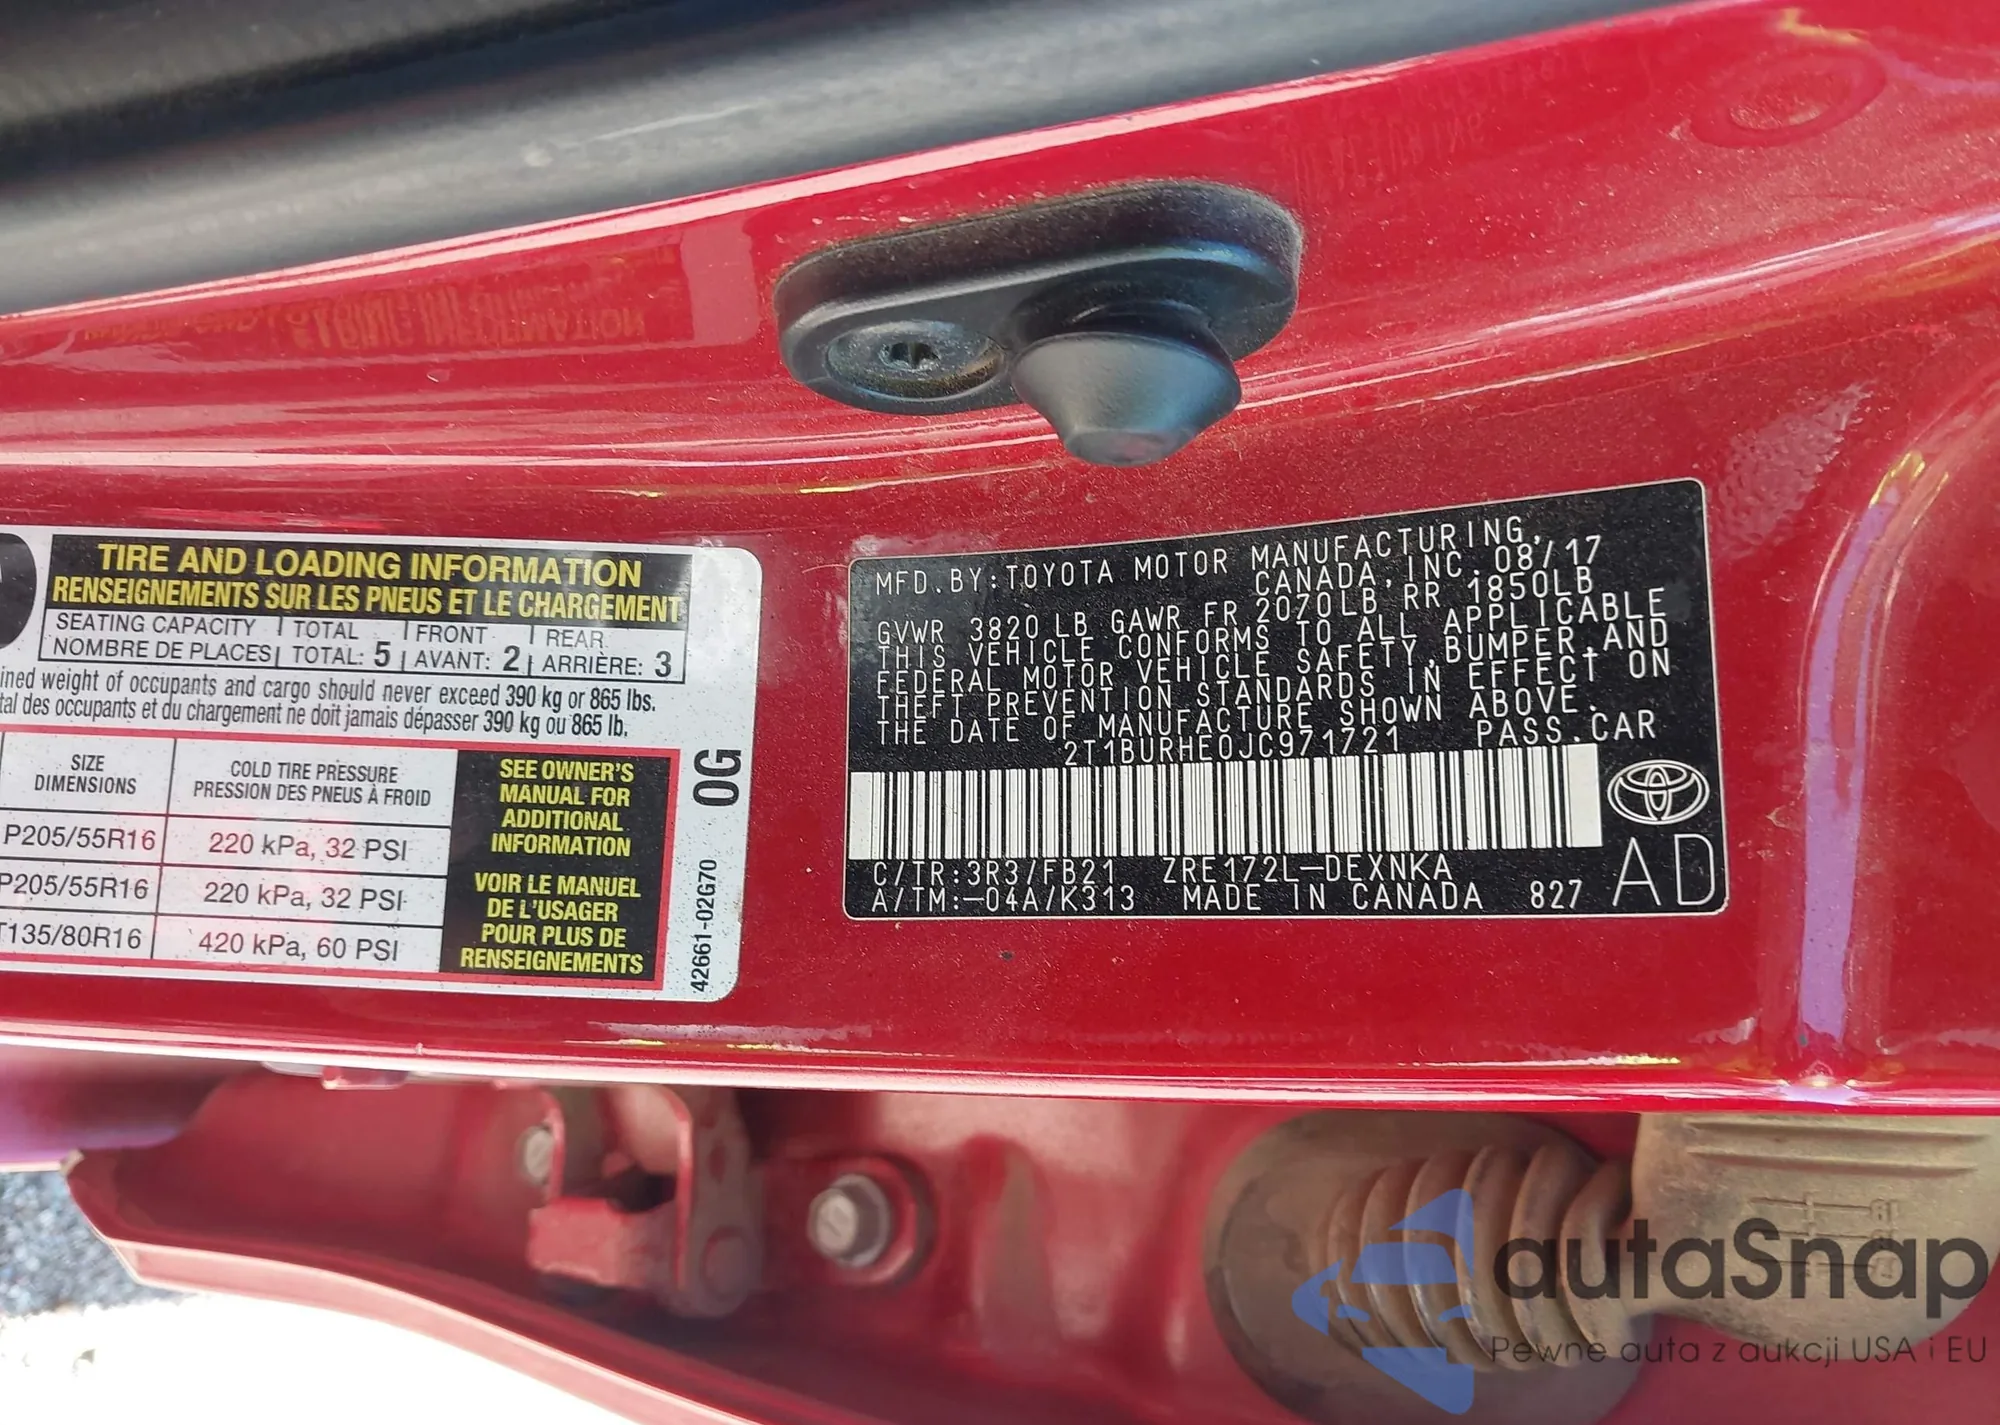 TIRE AND LOADING INFORMATION
RENSEIGNEMENTS SUR LES PNEUS ET LE CHARGEMENT
SEATING CAPACITY TOTAL FRONT REAR
NOMBRE DE PLACES TOTAL: 5 AVANT: 2 ARRIÈRE: 3
weight of occupants and cargo should never exceed 390 kg or 865 lbs.
des occupants et du chargement ne doit jamais dépasser 390 kg ou 865 lb.
SIZE
DIMENSIONS
COLD TIRE PRESSURE
PRESSION DES PNEUS À FROID
P205/55R16 220 kPa, 32 PSI
P205/55R16 220 kPa, 32 PSI
T135/80R16 420 kPa, 60 PSI
SEE OWNER'S
MANUAL FOR
ADDITIONAL
INFORMATION
VOIR LE MANUEL
DE L'USAGER
POUR PLUS DE
RENSEIGNEMENTS
0G
42661-02G70
MFD. BY: TOYOTA MOTOR MANUFACTURING,
CANADA, INC. 08/17
GVWR 3820 LB GAWR FR 2070LB RR 1850LB
THIS VEHICLE CONFORMS TO ALL APPLICABLE
FEDERAL MOTOR VEHICLE SAFETY, BUMPER, AND
THEFT PREVENTION STANDARDS IN EFFECT ON
THE DATE OF MANUFACTURE SHOWN ABOVE.
2T1BURHE0JC971721 PASS. CAR
C/TR: 3R3/FB21 ZRE172L-DEXNKA
A/TM: -04A/K313 MADE IN CANADA 827
AD
autaSnap
Pewne auta z aukcji USA i EU